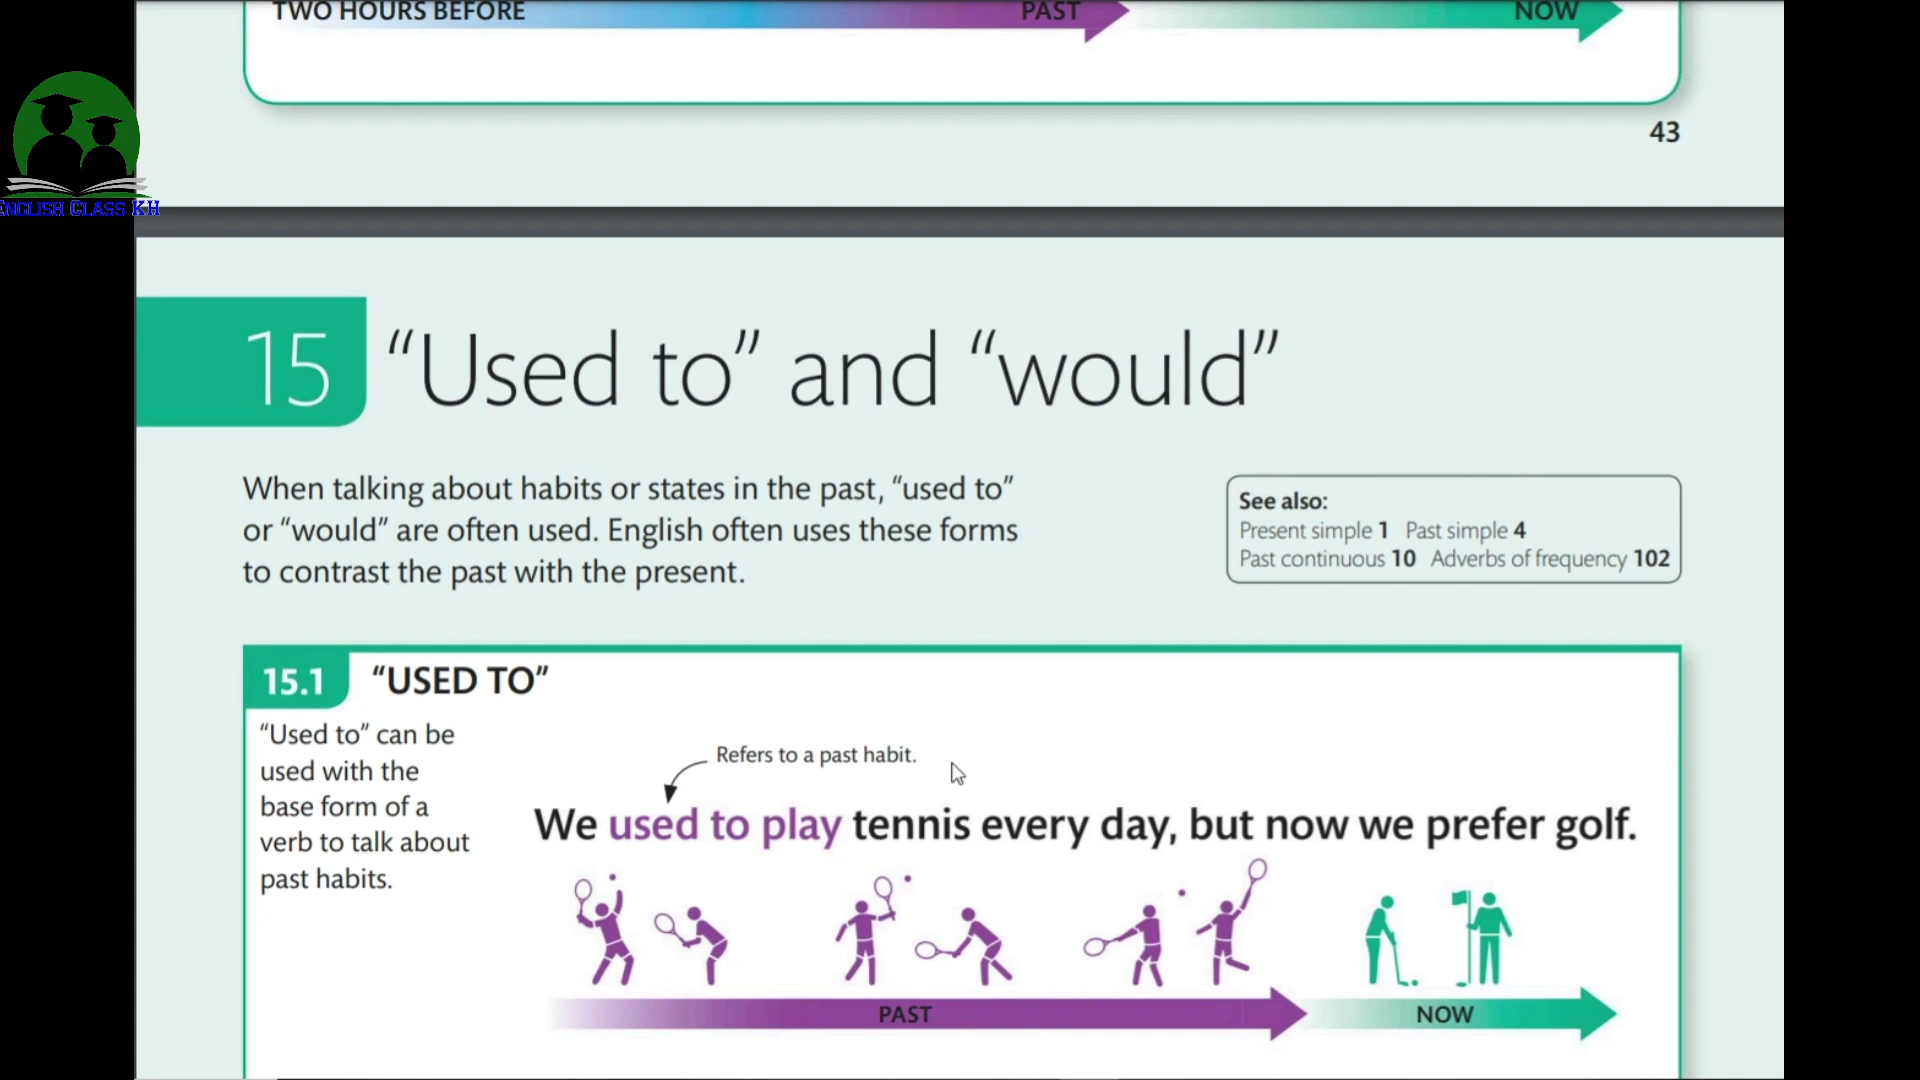 TWO HOURS BEFORE PAST NOW
43
ENGLISH CLASS KH
15 “Used to” and “would”
When talking about habits or states in the past, “used to”
or “would” are often used. English often uses these forms
to contrast the past with the present.
See also:
Present simple 1 Past simple 4
Past continuous 10 Adverbs of frequency 102
15.1 “USED TO”
“Used to” can be
used with the
base form of a
verb to talk about
past habits.
Refers to a past habit.
We used to play tennis every day, but now we prefer golf.
PAST NOW